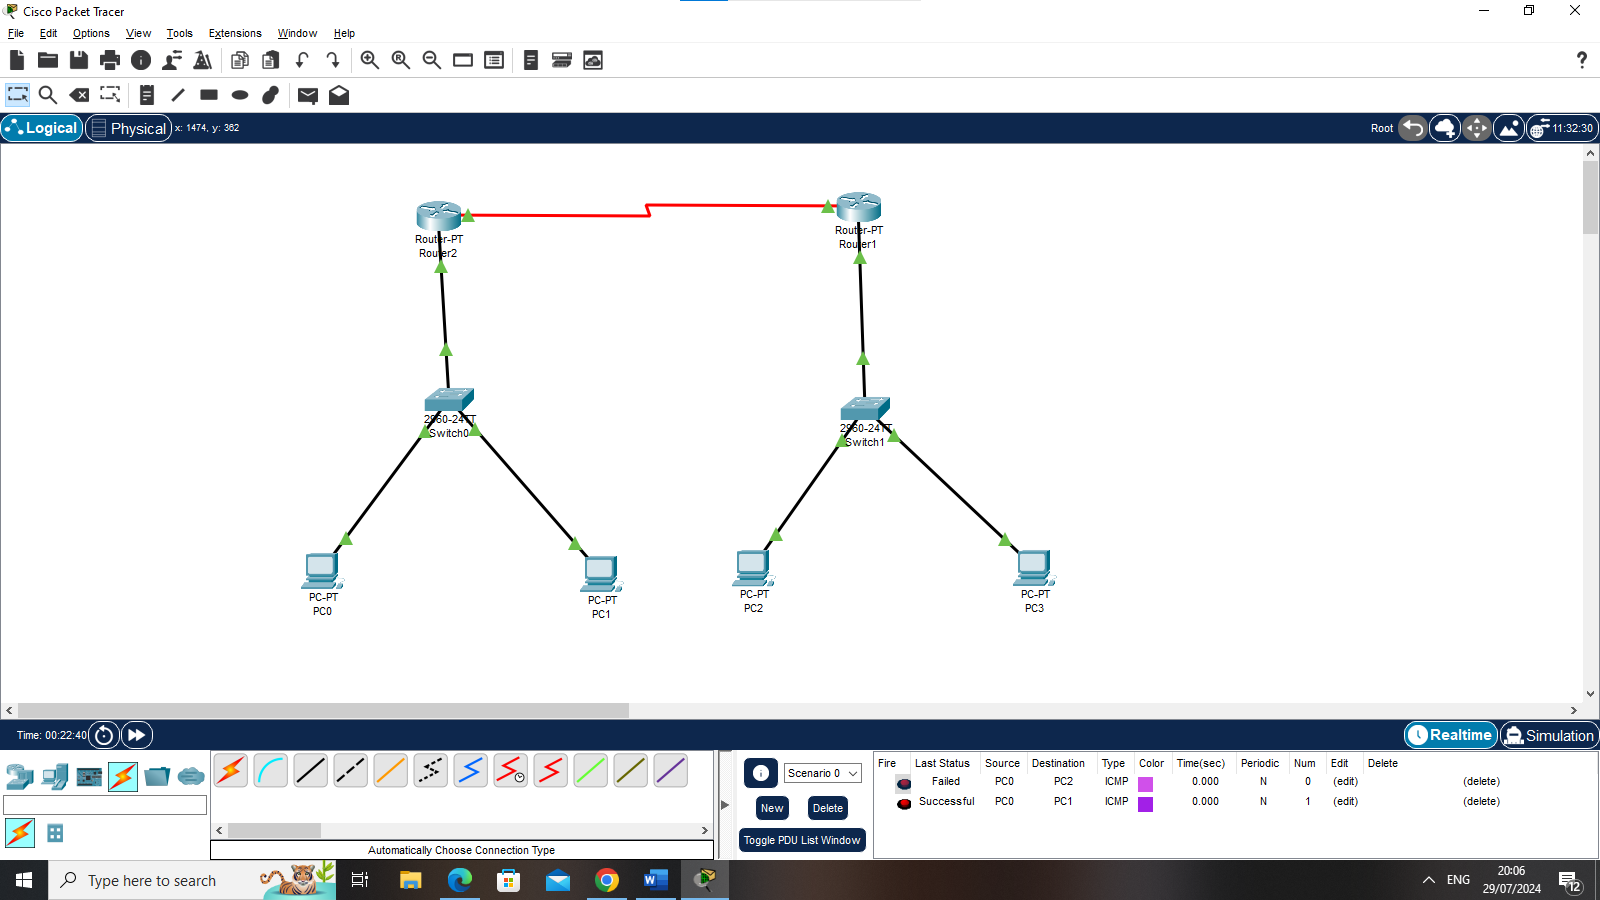 Cisco Packet Tracer
File Edit Options View Tools Extensions Window Help
Logical Physical x: 1474, y: 362 Root 11:32:30
Router-PT
Router2
Router-PT
Router1
2960-24TT
Switch0
2960-24TT
Switch1
PC-PT
PC0
PC-PT
PC1
PC-PT
PC2
PC-PT
PC3
Time: 00:22:40 Realtime Simulation
Scenario 0
New Delete
Toggle PDU List Window
Fire Last Status Source Destination Type Color Time(sec) Periodic Num Edit Delete
Failed PC0 PC2 ICMP 0.000 N 0 (edit) (delete)
Successful PC0 PC1 ICMP 0.000 N 1 (edit) (delete)
Automatically Choose Connection Type
Type here to search
ENG
20:06
29/07/2024
12